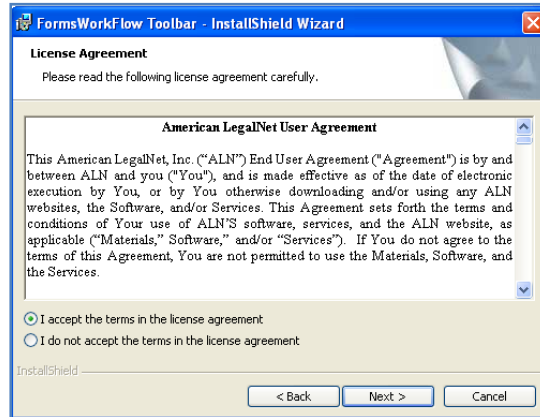 FormsWorkFlow Toolbar - InstallShield Wizard
License Agreement
Please read the following license agreement carefully.
American LegalNet User Agreement
This American LegalNet, Inc. (“ALN”) End User Agreement ("Agreement") is by and
between ALN and you ("You"), and is made effective as of the date of electronic
execution by You, or by You otherwise downloading and/or using any ALN
websites, the Software, and/or Services. This Agreement sets forth the terms and
conditions of Your use of ALN’S software, services, and the ALN website, as
applicable (“Materials,” Software,” and/or “Services”). If You do not agree to the
terms of this Agreement, You are not permitted to use the Materials, Software, and
the Services.
I accept the terms in the license agreement
I do not accept the terms in the license agreement
InstallShield
< Back Next > Cancel